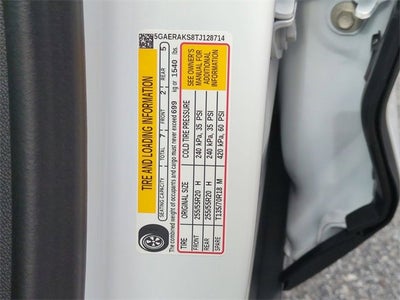 5GAERAKS8TJ128714
TIRE AND LOADING INFORMATION
SEATING CAPACITY TOTAL 7 FRONT 2 REAR 5
The combined weight of occupants and cargo must never exceed 699 kg or 1540 lbs.
TIRE ORIGINAL SIZE COLD TIRE PRESSURE
FRONT 255/55R20 H 240 kPa, 35 PSI
REAR 255/55R20 H 240 kPa, 35 PSI
SPARE T135/70R18 M 420 kPa, 60 PSI
SEE OWNER'S
MANUAL FOR
ADDITIONAL
INFORMATION